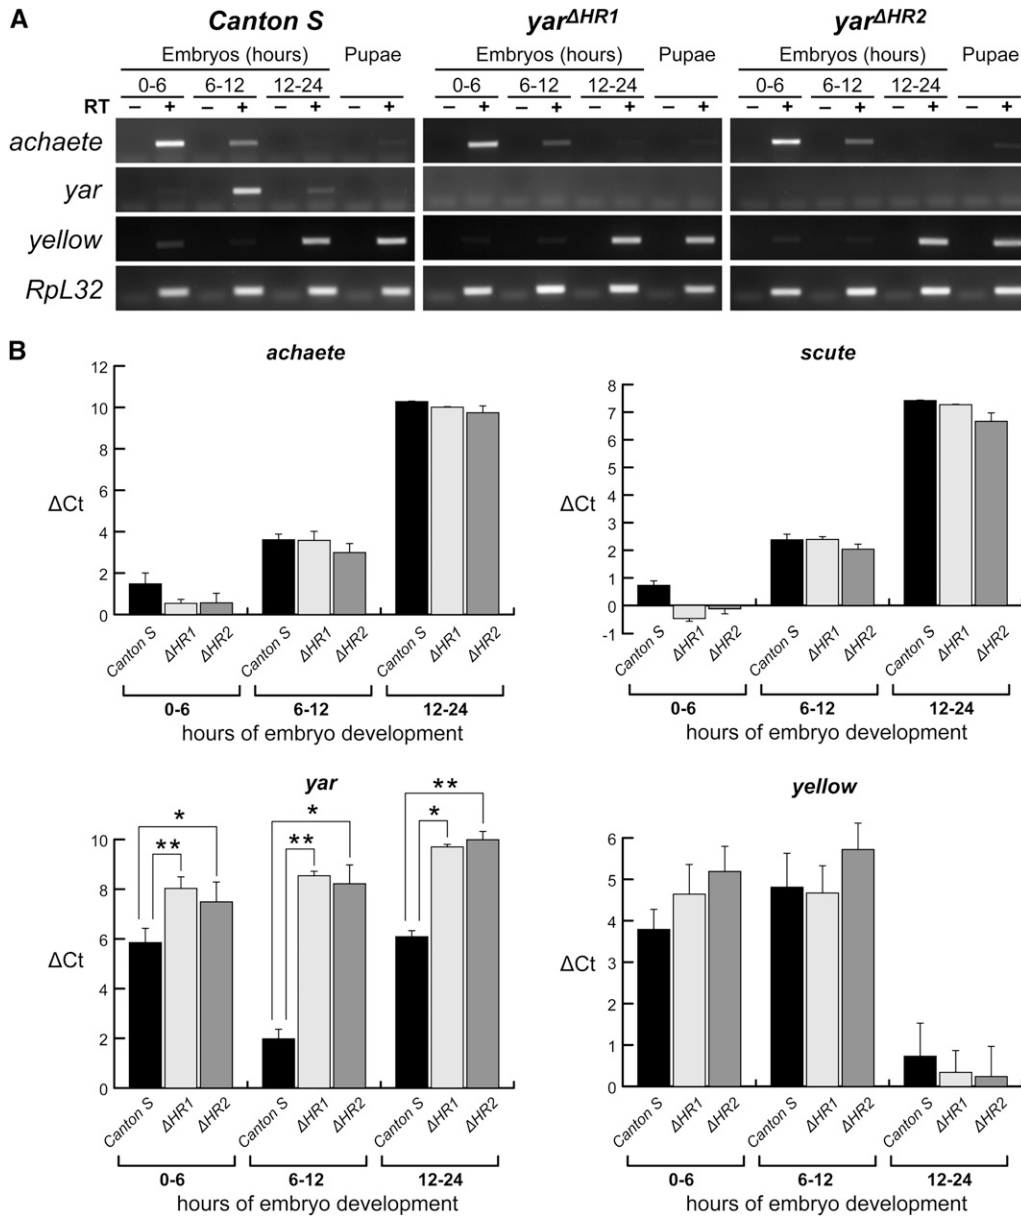 A
Canton S
yar^ΔHR1
yar^ΔHR2
Embryos (hours) Pupae Embryos (hours) Pupae Embryos (hours) Pupae
0-6 6-12 12-24 0-6 6-12 12-24 0-6 6-12 12-24
RT – + – + – + – + – + – + – + – + – + – + – + – +
achaete
yar
yellow
RpL32
B
achaete
12
10
8
6
4
2
0
ΔCt
Canton S ΔHR1 ΔHR2 Canton S ΔHR1 ΔHR2 Canton S ΔHR1 ΔHR2
0-6 6-12 12-24
hours of embryo development
scute
8
7
6
5
4
3
2
1
0
-1
ΔCt
Canton S ΔHR1 ΔHR2 Canton S ΔHR1 ΔHR2 Canton S ΔHR1 ΔHR2
0-6 6-12 12-24
hours of embryo development
yar
* ** * ** ** *
10
8
6
4
2
0
ΔCt
Canton S ΔHR1 ΔHR2 Canton S ΔHR1 ΔHR2 Canton S ΔHR1 ΔHR2
0-6 6-12 12-24
hours of embryo development
yellow
6
5
4
3
2
1
0
ΔCt
Canton S ΔHR1 ΔHR2 Canton S ΔHR1 ΔHR2 Canton S ΔHR1 ΔHR2
0-6 6-12 12-24
hours of embryo development